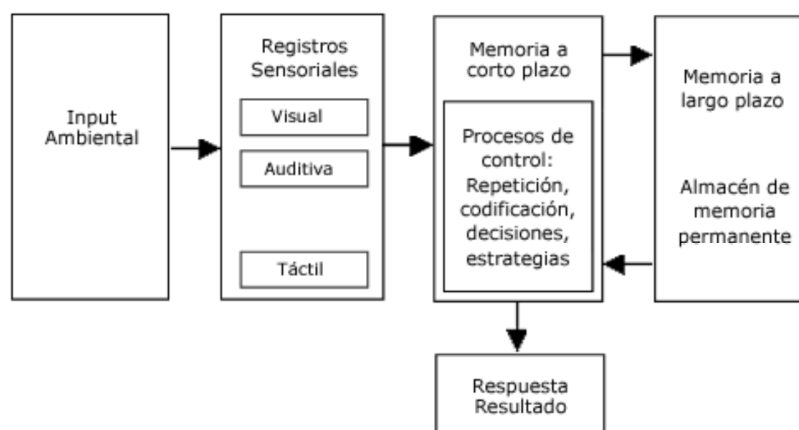 Input
Ambiental
Registros
Sensoriales
Visual
Auditiva
Táctil
Memoria a
corto plazo
Procesos de
control:
Repetición,
codificación,
decisiones,
estrategias
Memoria a
largo plazo
Almacén de
memoria
permanente
Respuesta
Resultado